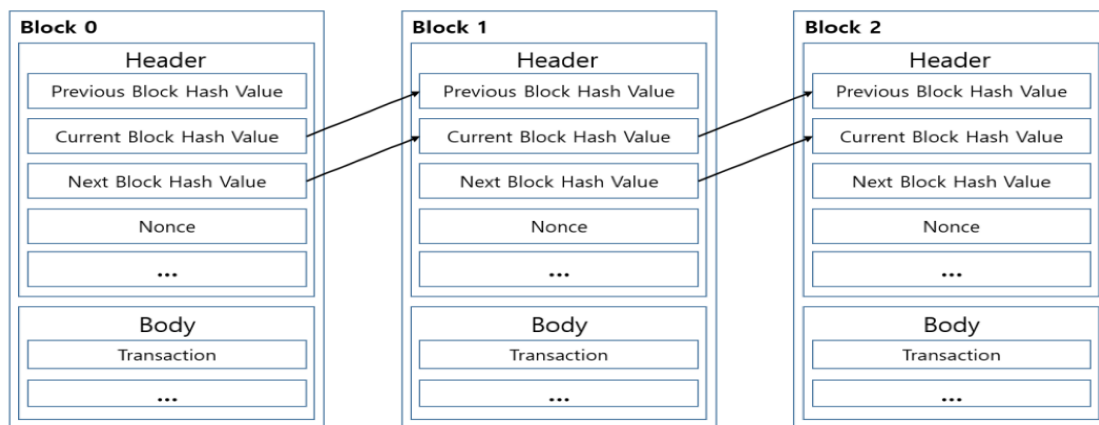 Block 0
Header
Previous Block Hash Value
Current Block Hash Value
Next Block Hash Value
Nonce
...
Body
Transaction
...
Block 1
Header
Previous Block Hash Value
Current Block Hash Value
Next Block Hash Value
Nonce
...
Body
Transaction
...
Block 2
Header
Previous Block Hash Value
Current Block Hash Value
Next Block Hash Value
Nonce
...
Body
Transaction
...